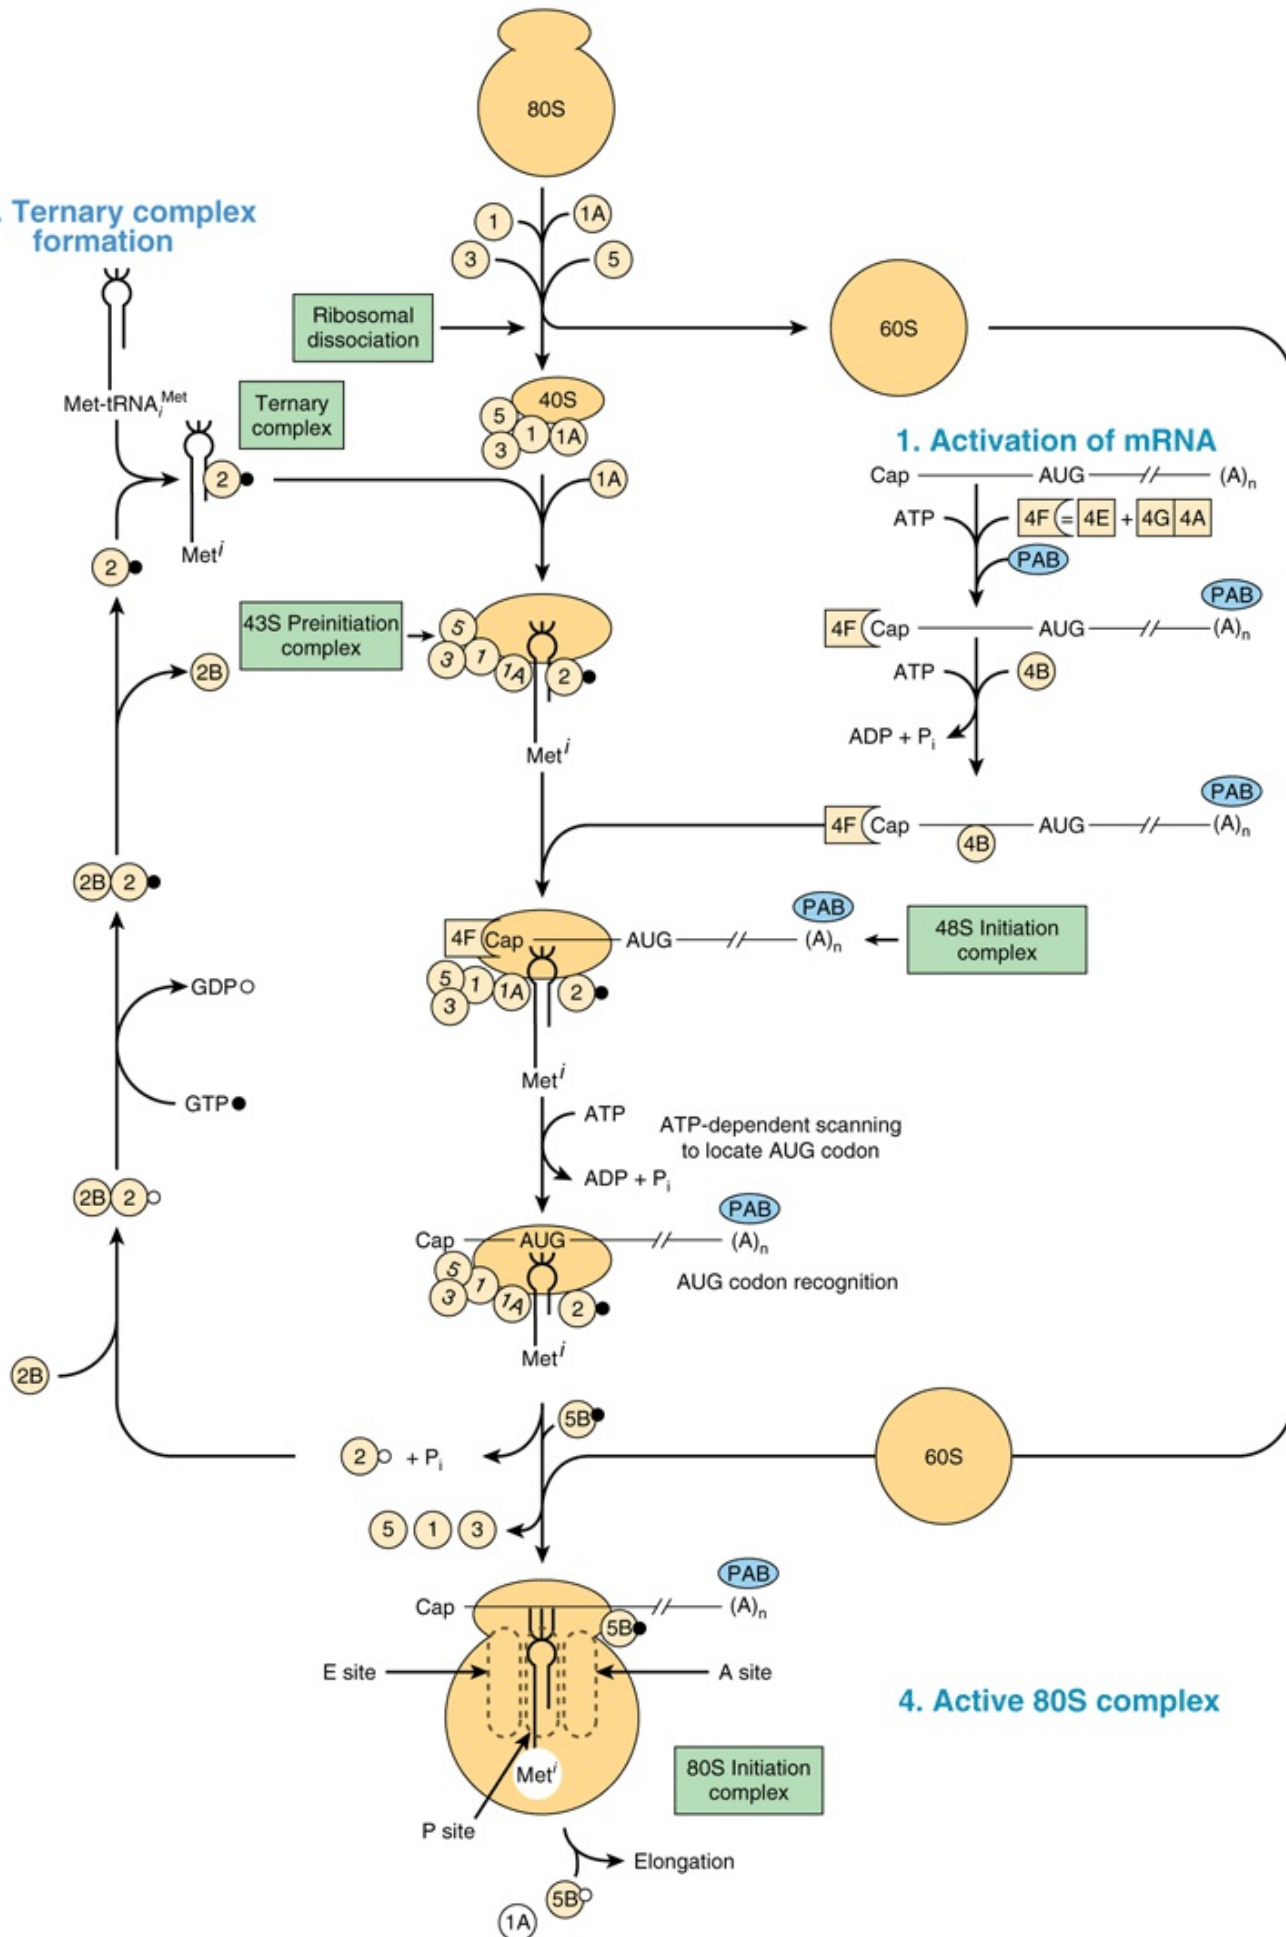 80S
. Ternary complex
formation
1
1A
3
5
Ribosomal
dissociation
60S
Met-tRNAᵢᴹᵉᵗ
Ternary
complex
40S
5
1
1A
3
2
1A
Metⁱ
2
1. Activation of mRNA
Cap AUG (A)ₙ
ATP 4F = 4E + 4G 4A
PAB
PAB
4F Cap AUG (A)ₙ
ATP 4B
ADP + Pᵢ
PAB
4F Cap AUG (A)ₙ
4B
43S Preinitiation
complex
5
3
1
1A
2
Metⁱ
2B
2B 2
GDP
GTP
2B 2
2B
PAB
4F Cap AUG (A)ₙ
48S Initiation
complex
5
1
1A
2
3
Metⁱ
ATP
ATP-dependent scanning
to locate AUG codon
ADP + Pᵢ
PAB
Cap AUG (A)ₙ
AUG codon recognition
5
3
1
1A
2
Metⁱ
5B
2 + Pᵢ
60S
5 1 3
PAB
Cap (A)ₙ
5B
E site
A site
4. Active 80S complex
Metⁱ
80S Initiation
complex
P site
Elongation
5B
1A